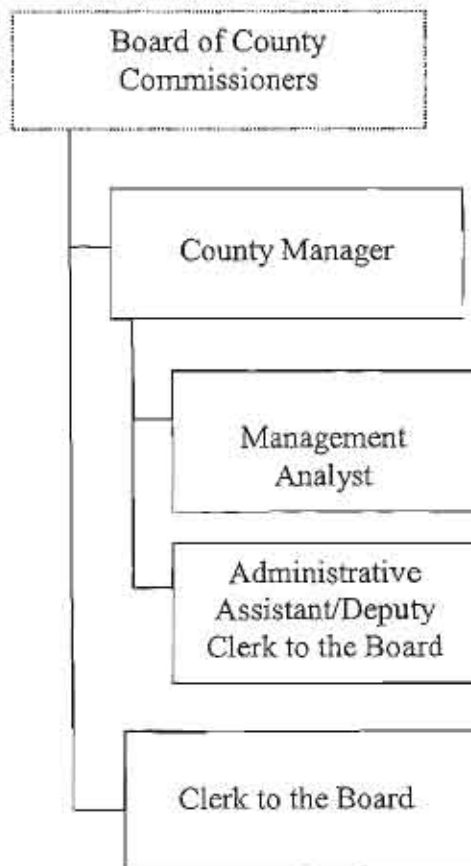 Board of County
Commissioners
County Manager
Management
Analyst
Administrative
Assistant/Deputy
Clerk to the Board
Clerk to the Board